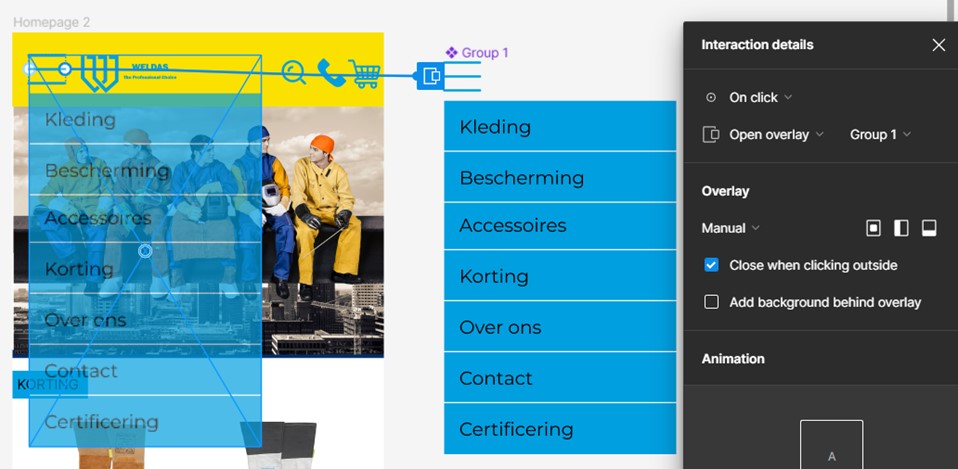 Homepage 2
WELDAS
The Professional Choice
Kleding
Bescherming
Accessoires
Korting
Over ons
KORTING
Contact
Certificering
Group 1
Kleding
Bescherming
Accessoires
Korting
Over ons
Contact
Certificering
Interaction details
On click
Open overlay
Group 1
Overlay
Manual
Close when clicking outside
Add background behind overlay
Animation
A